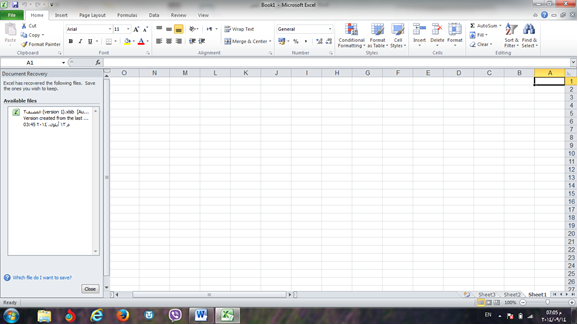 Book1 - Microsoft Excel
File Home Insert Page Layout Formulas Data Review View
Cut
Copy
Format Painter
Paste
Clipboard
Arial 11
B I U
Font
Wrap Text
Merge & Center
Alignment
General
Number
Conditional Formatting
Format as Table
Cell Styles
Styles
Insert Delete Format
Cells
AutoSum
Fill
Clear
Sort & Filter
Find & Select
Editing
A1
fx
Document Recovery
Excel has recovered the following files. Save
the ones you wish to keep.
Available files
(version 1).xlsb [Au...
Version created from the last ...
03:45 ٢٠١٤
Which file do I want to save?
Close
O N M L K J I H G F E D C B A
1
2
3
4
5
6
7
8
9
10
11
12
13
14
15
16
17
18
19
20
21
22
23
24
25
26
27
Sheet3 Sheet2 Sheet1
Ready
100%
EN
07:05 م
٢٠١٤/٠٩/١٤